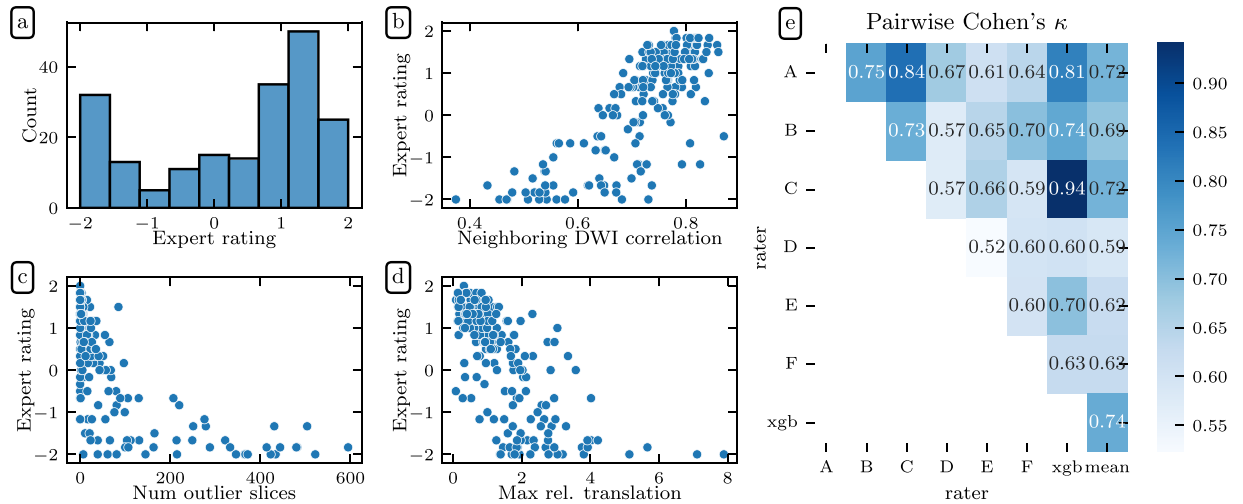 a
Count
40
20
0
−2 −1 0 1 2
Expert rating
b
Expert rating
2
1
0
−1
−2
0.4 0.6 0.8
Neighboring DWI correlation
c
Expert rating
2
1
0
−1
−2
0 200 400 600
Num outlier slices
d
Expert rating
2
1
0
−1
−2
0 2 4 6 8
Max rel. translation
e
Pairwise Cohen's κ
A 0.75 0.84 0.67 0.61 0.64 0.81 0.72
B 0.73 0.57 0.65 0.70 0.74 0.69
C 0.57 0.66 0.59 0.94 0.72
D 0.52 0.60 0.60 0.59
E 0.60 0.70 0.62
F 0.63 0.63
xgb 0.74
rater
A B C D E F xgb mean
rater
0.90
0.85
0.80
0.75
0.70
0.65
0.60
0.55